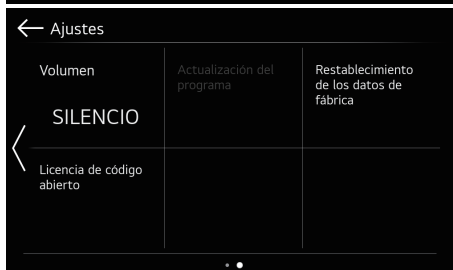 Ajustes
Volumen
SILENCIO
Actualización del
programa
Restablecimiento
de los datos de
fábrica
Licencia de código
abierto